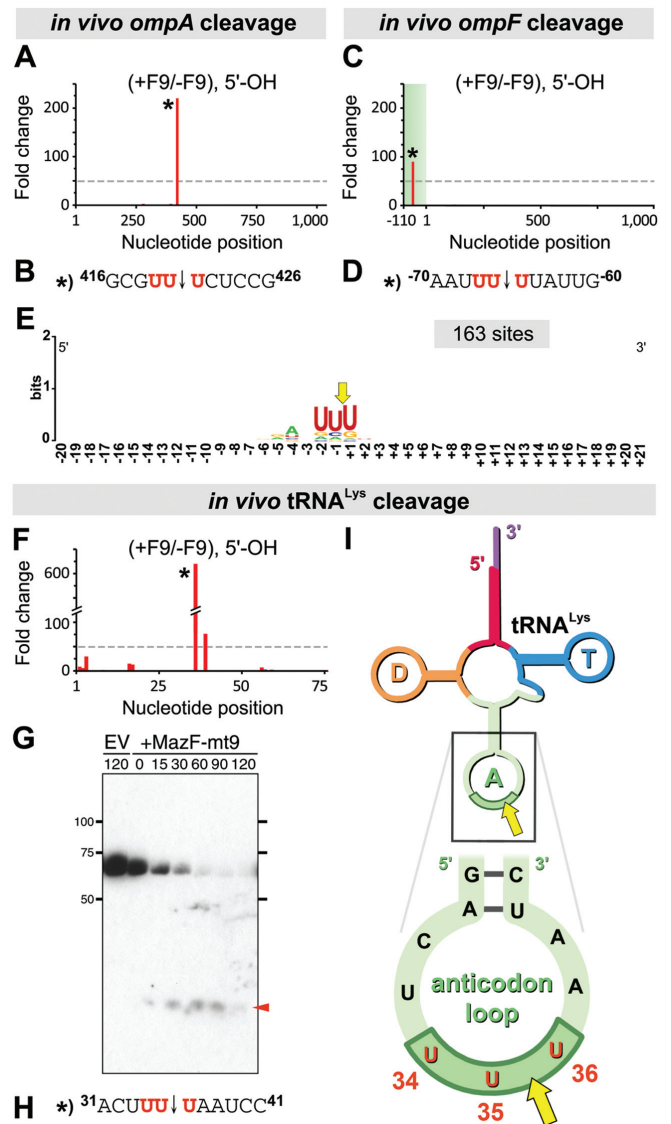 in vivo ompA cleavage
in vivo ompF cleavage
A
(+F9/-F9), 5'-OH
*
Fold change
200
100
0
1 250 500 750 1,000
Nucleotide position
C
(+F9/-F9), 5'-OH
*
Fold change
200
100
0
-110 1 500 1,000
Nucleotide position
B *) 416GCGUU↓UCUCCG426
D *) -70AAUUU↓UUAUUG-60
E
163 sites
5' 3'
bits
2
1
0
A UUU
-20 -19 -18 -17 -16 -15 -14 -13 -12 -11 -10 -9 -8 -7 -6 -5 -4 -3 -2 -1 +1 +2 +3 +4 +5 +6 +7 +8 +9 +10 +11 +12 +13 +14 +15 +16 +17 +18 +19 +20 +21
in vivo tRNALys cleavage
F
(+F9/-F9), 5'-OH
*
Fold change
600
100
0
1 25 50 75
Nucleotide position
G
EV +MazF-mt9
120 0 15 30 60 90 120
100
75
50
H *) 31ACUUU↓UAAUCC41
I
3'
5'
tRNALys
D
T
A
5' G C 3'
A U
C A
U A
anticodon
loop
U U U
34 35 36